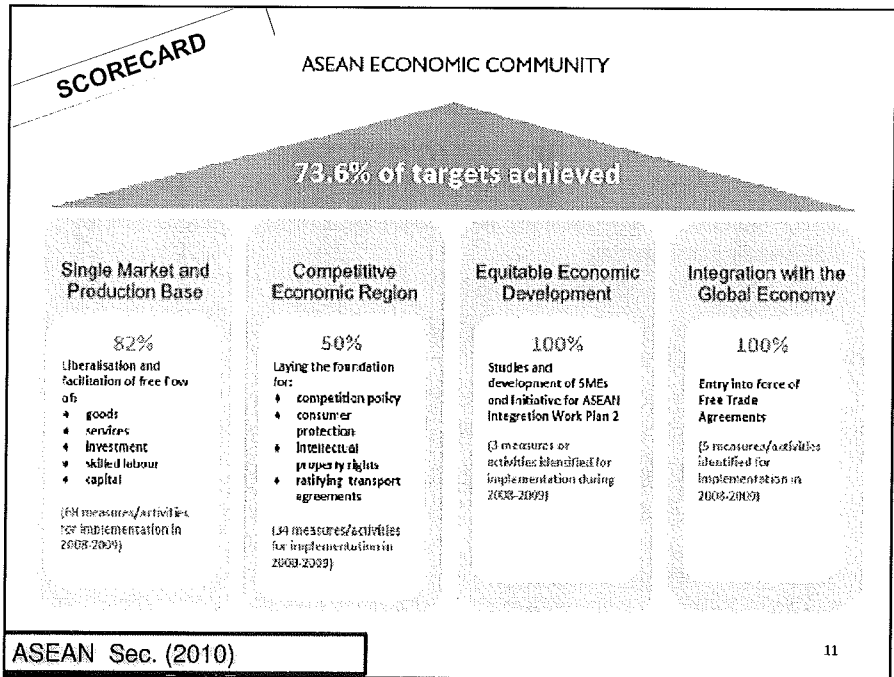 SCORECARD
ASEAN ECONOMIC COMMUNITY
73.6% of targets achieved
Single Market and
Production Base
82%
Liberalisation and
facilitation of free flow
of:
♦ goods
♦ services
♦ investment
♦ skilled labour
♦ capital
(68 measures/activities
for implementation in
2008-2009)
Competititve
Economic Region
50%
Laying the foundation
for:
♦ competition policy
♦ consumer
protection
♦ intellectual
property rights
♦ ratifying transport
agreements
(34 measures/activities
for implementation in
2008-2009)
Equitable Economic
Development
100%
Studies and
development of SMEs
and Initiative for ASEAN
Integration Work Plan 2
(3 measures or
activities identified for
implementation during
2008-2009)
Integration with the
Global Economy
100%
Entry into force of
Free Trade
Agreements
(5 measures/activities
identified for
implementation in
2008-2009)
ASEAN Sec. (2010)
11